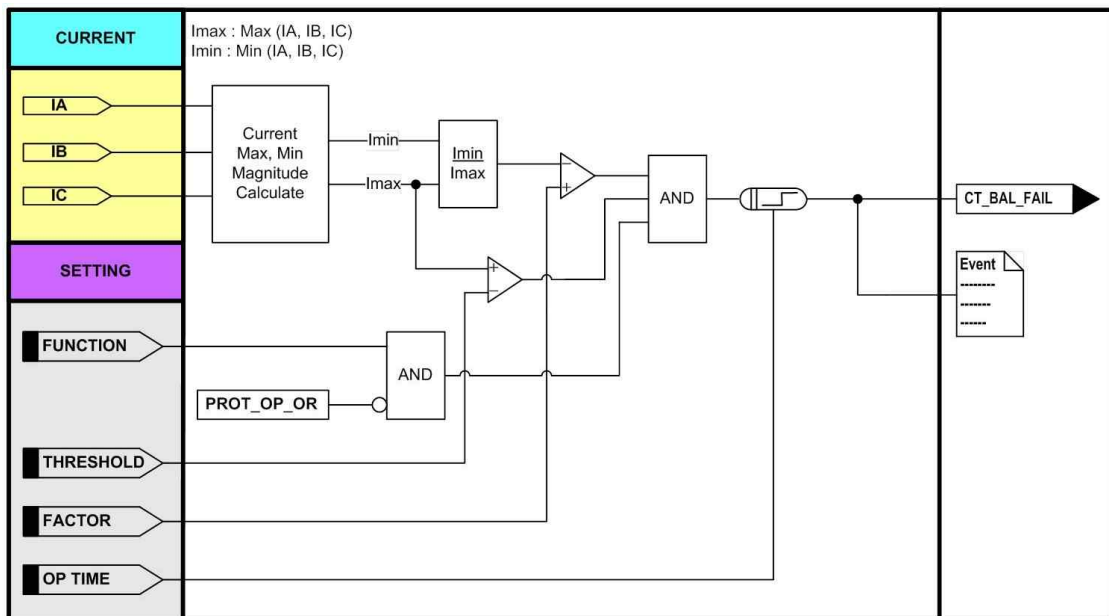 CURRENT
Imax : Max (IA, IB, IC)
Imin : Min (IA, IB, IC)
IA
IB
IC
Current
Max, Min
Magnitude
Calculate
Imin
Imax
Imin
Imax
AND
CT_BAL_FAIL
SETTING
Event
FUNCTION
AND
PROT_OP_OR
THRESHOLD
FACTOR
OP TIME